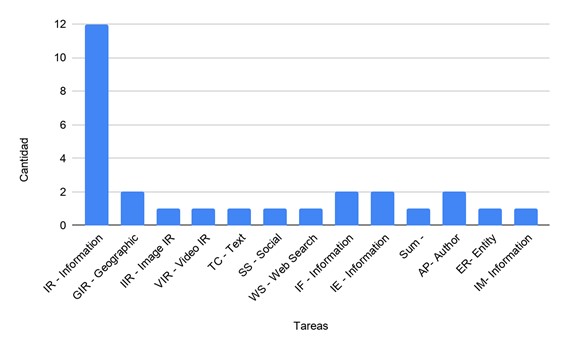 12
10
8
6
4
2
0
Cantidad
IR - Information
GIR - Geographic
IIR - Image IR
VIR - Video IR
TC - Text
SS - Social
WS - Web Search
IF - Information
IE - Information
Sum -
AP- Author
ER- Entity
IM- Information
Tareas